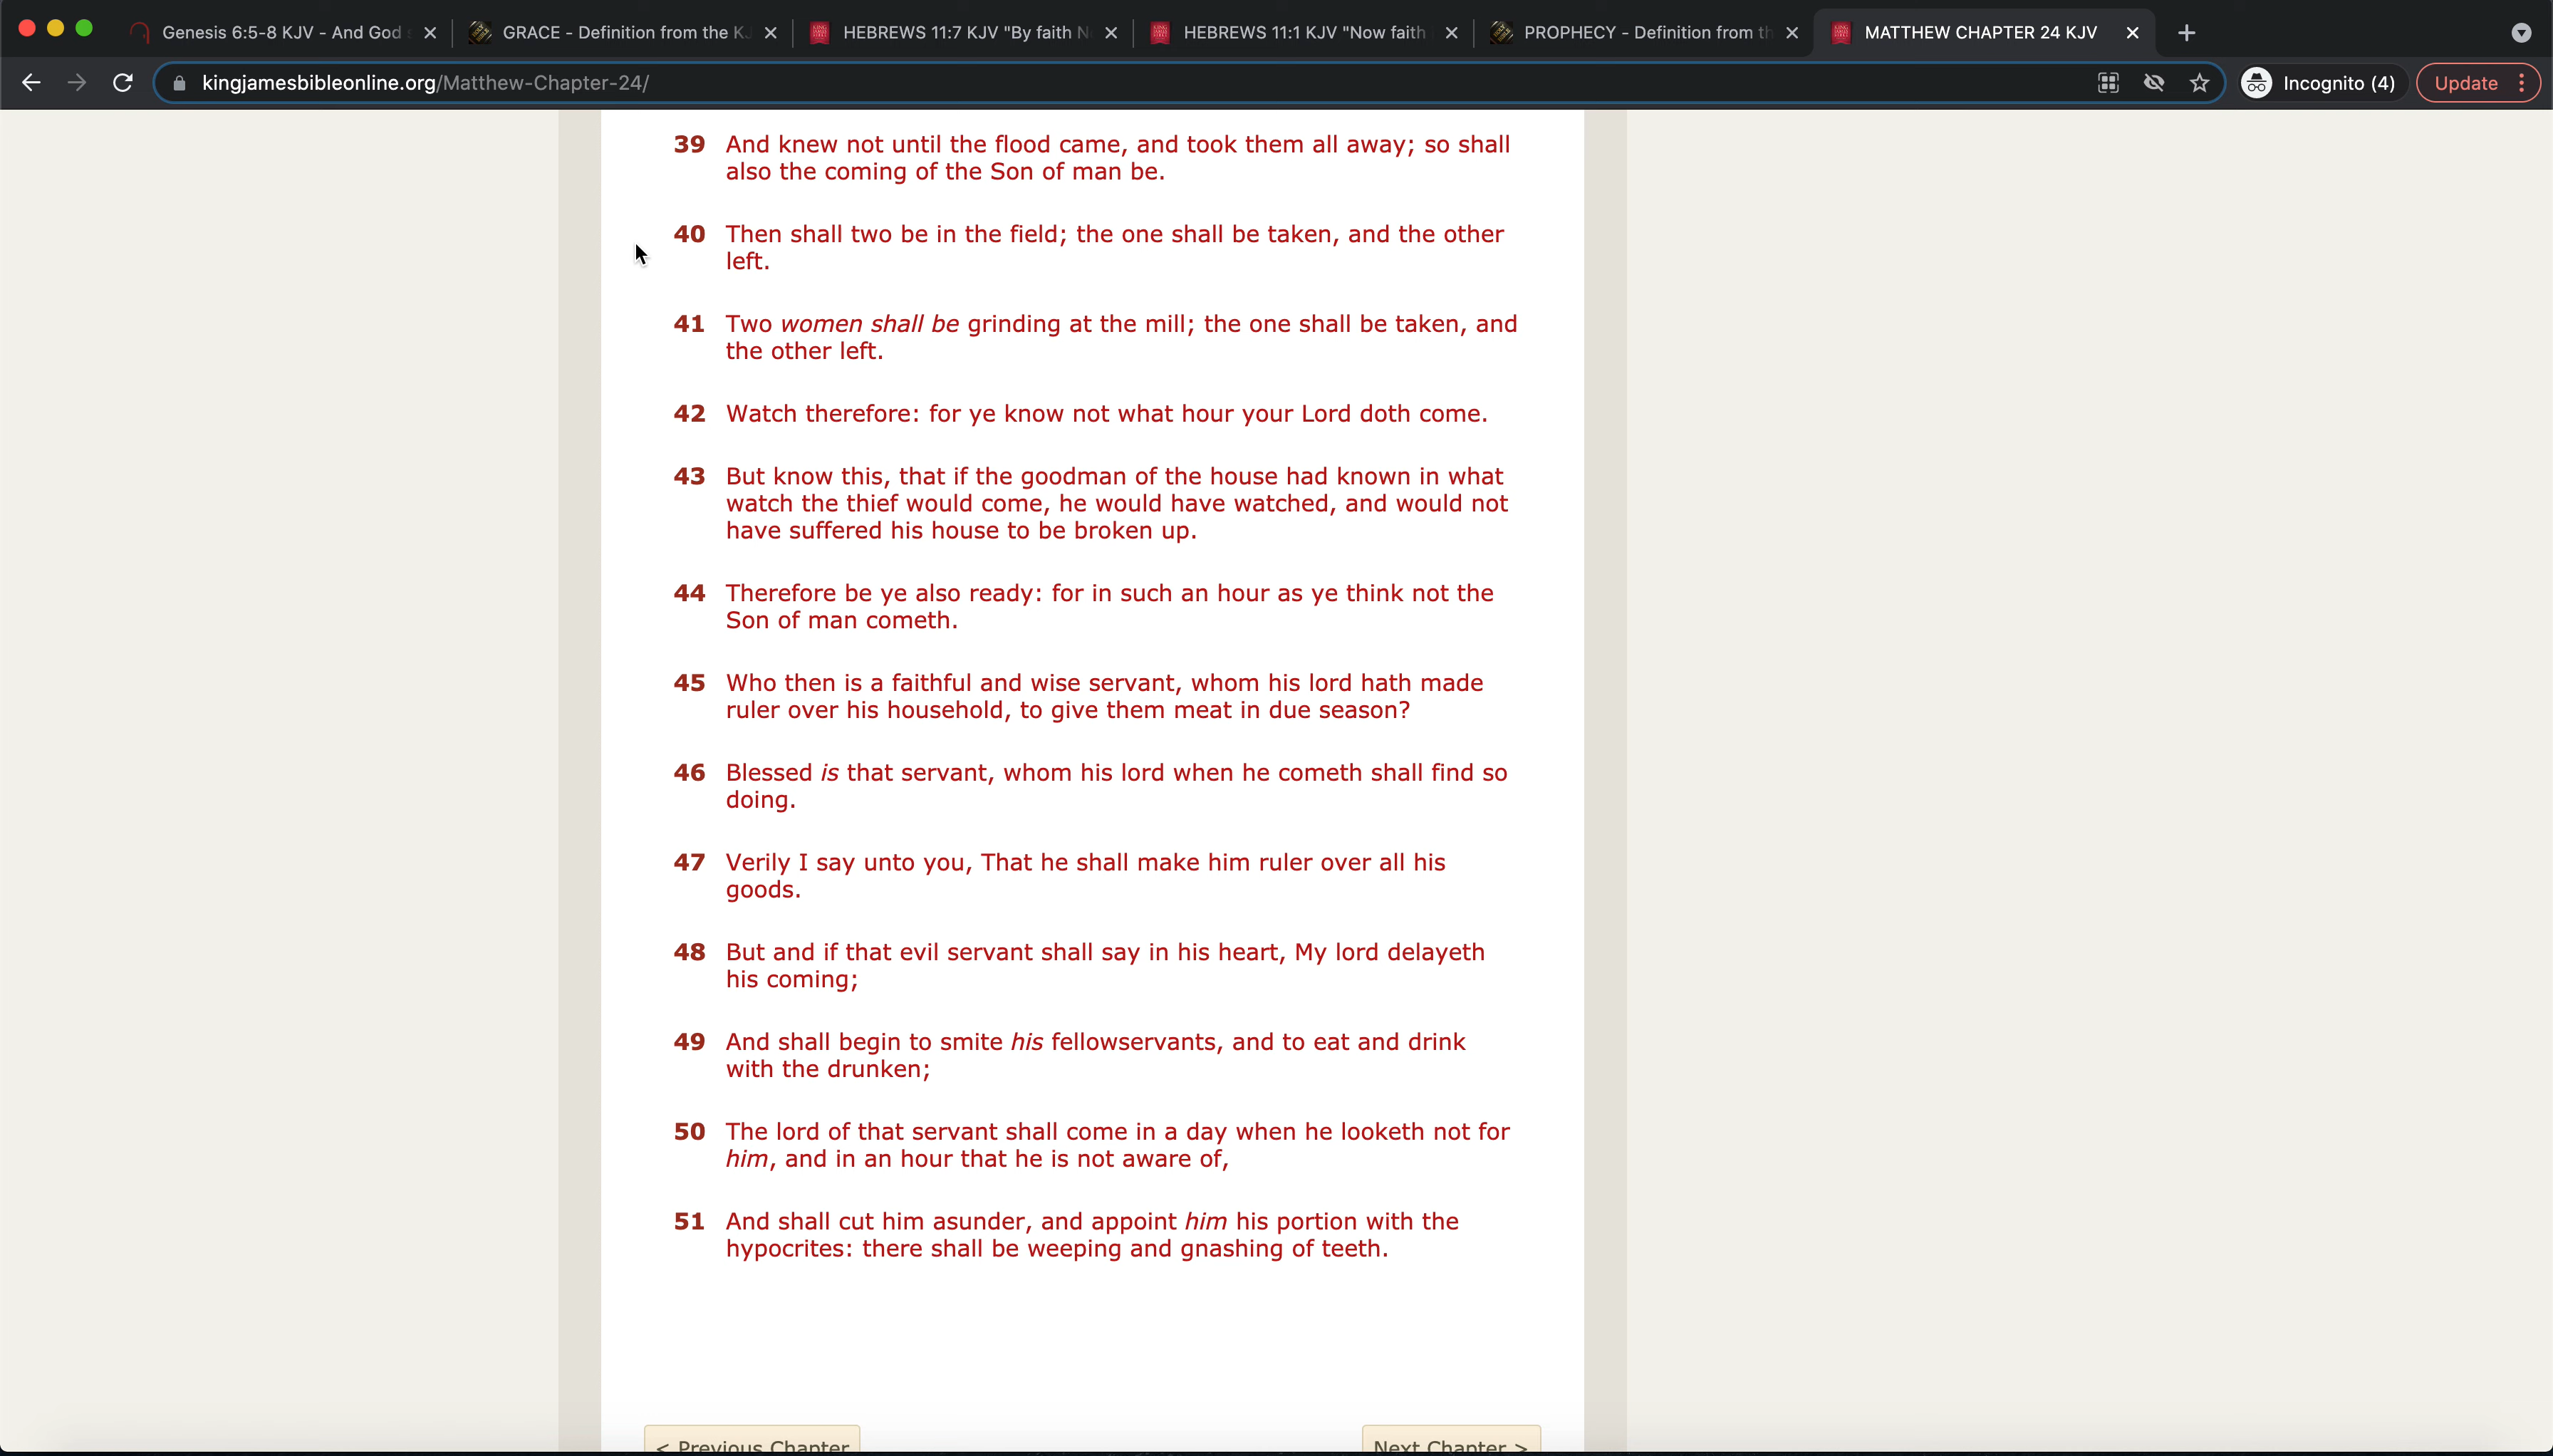 Genesis 6:5-8 KJV - And God
GRACE - Definition from the KJ
HEBREWS 11:7 KJV "By faith N
HEBREWS 11:1 KJV "Now faith
PROPHECY - Definition from th
MATTHEW CHAPTER 24 KJV
kingjamesbibleonline.org/Matthew-Chapter-24/
Incognito (4)
Update
39 And knew not until the flood came, and took them all away; so shall
also the coming of the Son of man be.
40 Then shall two be in the field; the one shall be taken, and the other
left.
41 Two women shall be grinding at the mill; the one shall be taken, and
the other left.
42 Watch therefore: for ye know not what hour your Lord doth come.
43 But know this, that if the goodman of the house had known in what
watch the thief would come, he would have watched, and would not
have suffered his house to be broken up.
44 Therefore be ye also ready: for in such an hour as ye think not the
Son of man cometh.
45 Who then is a faithful and wise servant, whom his lord hath made
ruler over his household, to give them meat in due season?
46 Blessed is that servant, whom his lord when he cometh shall find so
doing.
47 Verily I say unto you, That he shall make him ruler over all his
goods.
48 But and if that evil servant shall say in his heart, My lord delayeth
his coming;
49 And shall begin to smite his fellowservants, and to eat and drink
with the drunken;
50 The lord of that servant shall come in a day when he looketh not for
him, and in an hour that he is not aware of,
51 And shall cut him asunder, and appoint him his portion with the
hypocrites: there shall be weeping and gnashing of teeth.
< Previous Chapter
Next Chapter >